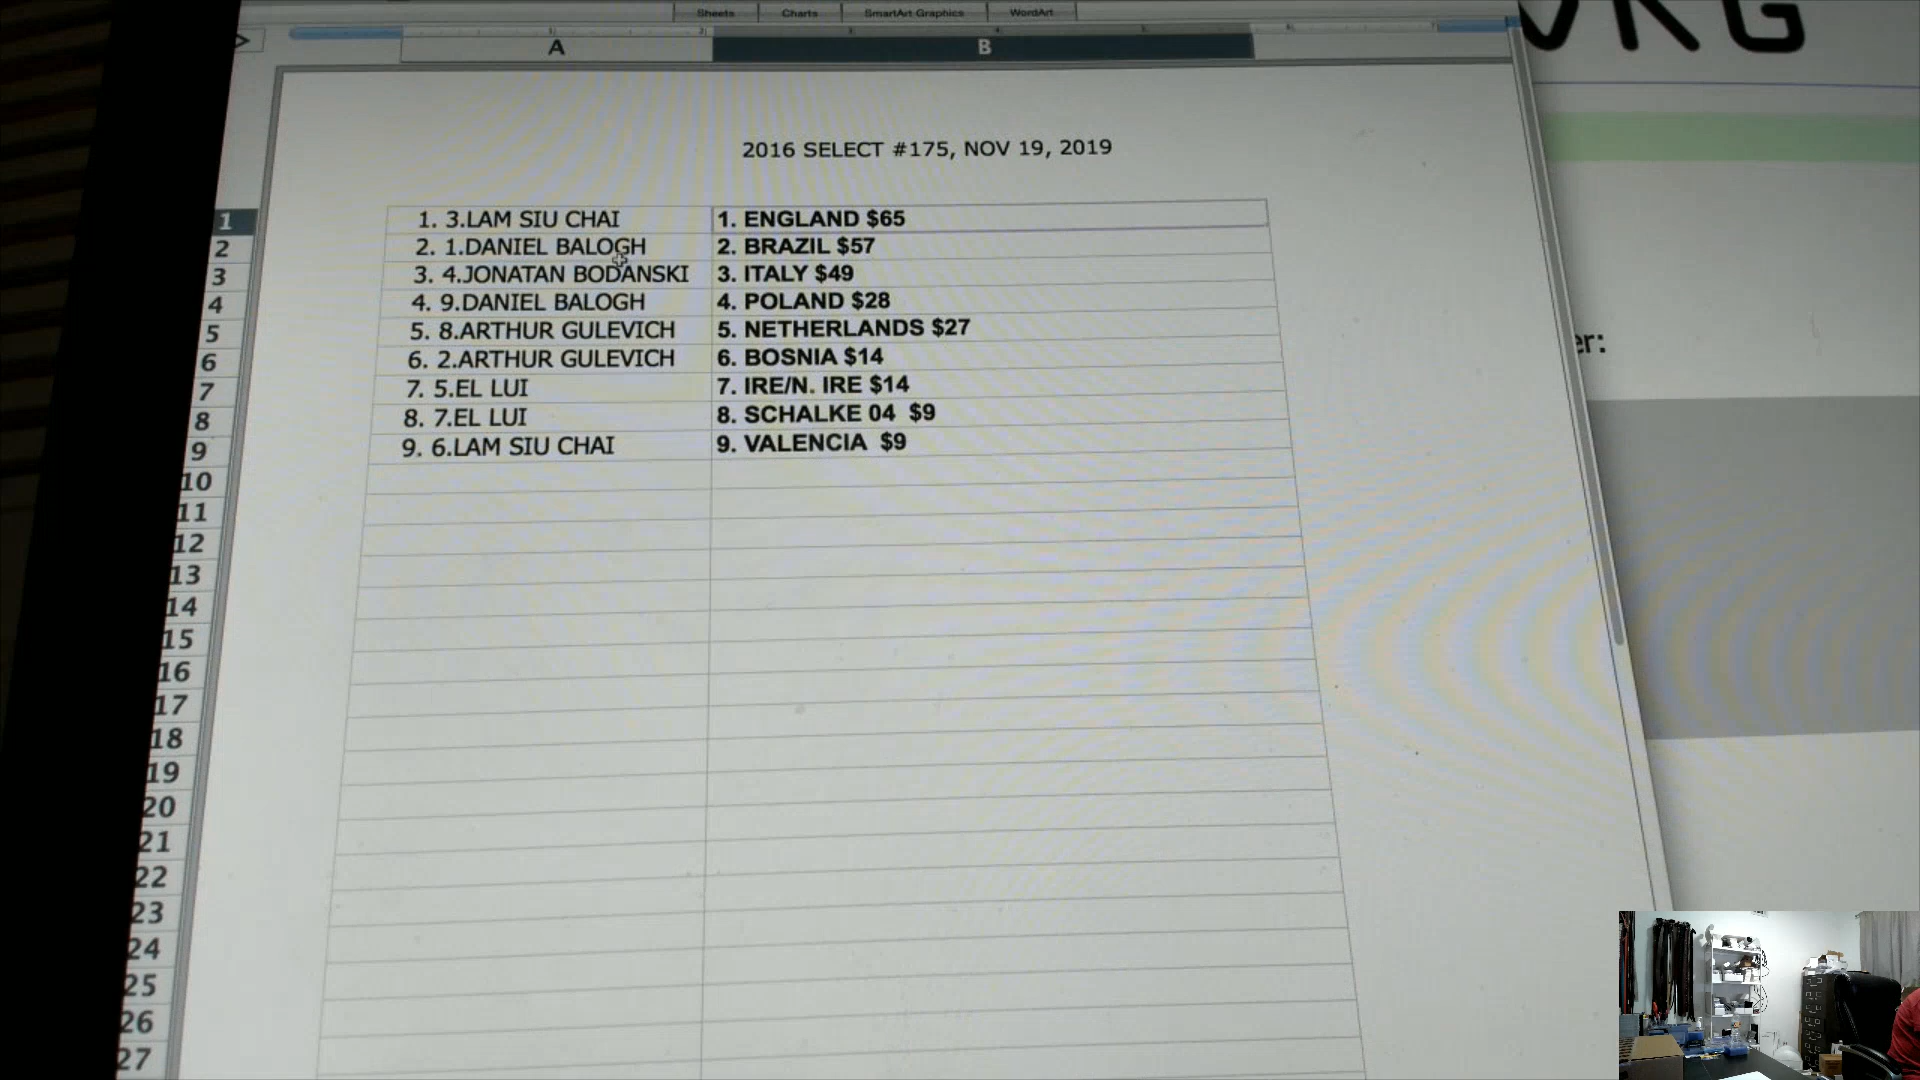 Sheets Charts SmartArt Graphics WordArt
A B
2016 SELECT #175, NOV 19, 2019
1 1. 3.LAM SIU CHAI 1. ENGLAND $65
2 2. 1.DANIEL BALOGH 2. BRAZIL $57
3 3. 4.JONATAN BODANSKI 3. ITALY $49
4 4. 9.DANIEL BALOGH 4. POLAND $28
5 5. 8.ARTHUR GULEVICH 5. NETHERLANDS $27
6 6. 2.ARTHUR GULEVICH 6. BOSNIA $14
7 7. 5.EL LUI 7. IRE/N. IRE $14
8 8. 7.EL LUI 8. SCHALKE 04 $9
9 9. 6.LAM SIU CHAI 9. VALENCIA $9
10
11
12
13
14
15
16
17
18
19
20
21
22
23
24
25
26
27
er: